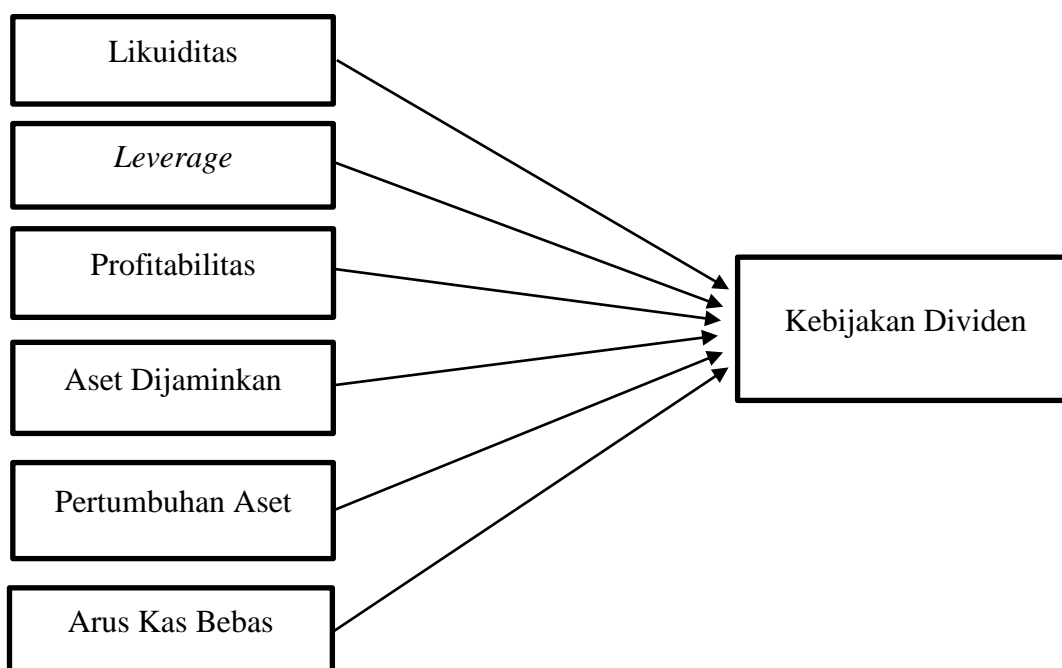 Likuiditas
Leverage
Profitabilitas
Kebijakan Dividen
Aset Dijaminkan
Pertumbuhan Aset
Arus Kas Bebas